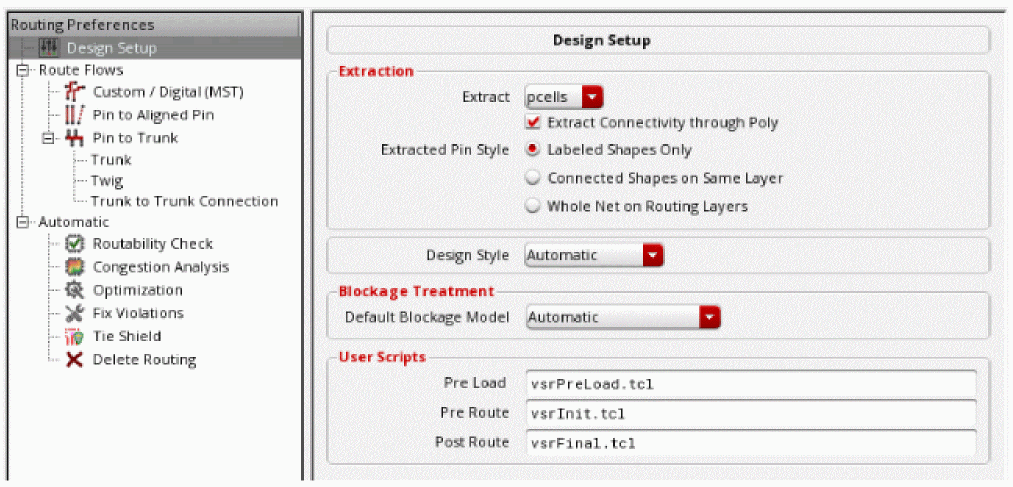 Routing Preferences
Design Setup
Route Flows
Custom / Digital (MST)
Pin to Aligned Pin
Pin to Trunk
Trunk
Twig
Trunk to Trunk Connection
Automatic
Routability Check
Congestion Analysis
Optimization
Fix Violations
Tie Shield
Delete Routing
Design Setup
Extraction
Extract pcells
Extract Connectivity through Poly
Extracted Pin Style Labeled Shapes Only
Connected Shapes on Same Layer
Whole Net on Routing Layers
Design Style Automatic
Blockage Treatment
Default Blockage Model Automatic
User Scripts
Pre Load vsrPreLoad.tcl
Pre Route vsrInit.tcl
Post Route vsrFinal.tcl